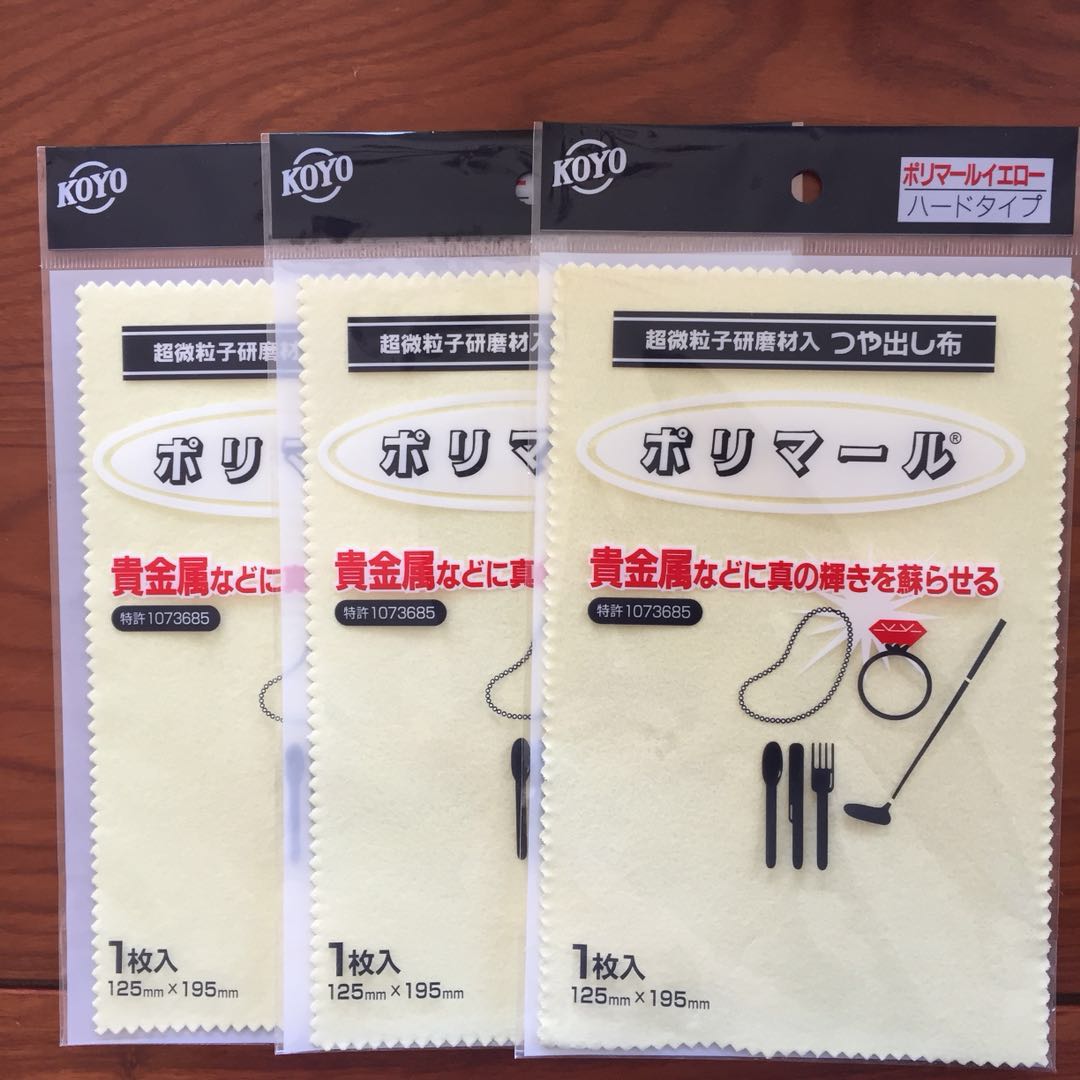 KOYO
超微粒子研磨材
ポリマ
貴金属などに真
特許1073685
1枚入
125mm×195mm
KOYO
超微粒子研磨材入
ポリマ
貴金属などに真
特許1073685
1枚入
125mm×195mm
KOYO
ポリマールイエロー
ハードタイプ
超微粒子研磨材入 つや出し布
ポリマール®
貴金属などに真の輝きを蘇らせる
特許1073685
1枚入
125mm×195mm